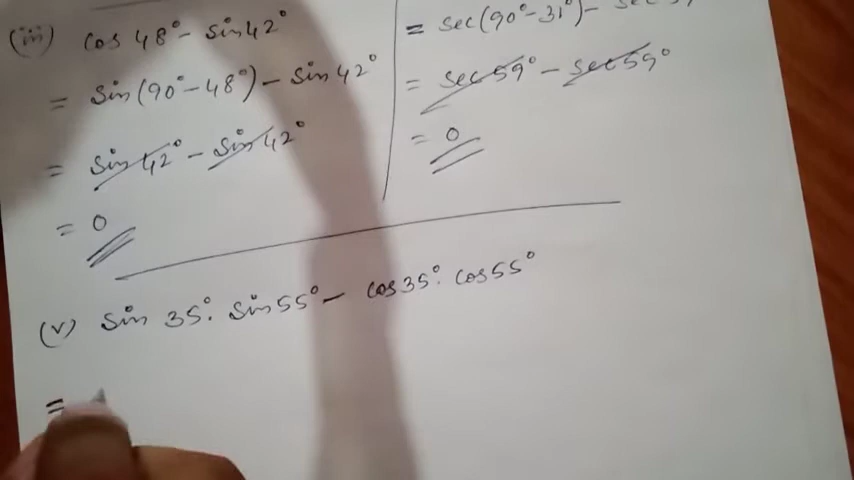 (iii) cos 48° - sin 42°
= sin(90° - 48°) - sin 42°
= sin 42° - sin 42°
= 0
= sec(90° - 31°) -
= sec 59° - sec 59°
= 0
(v) sin 35°. sin 55° - cos 35°. cos 55°
=